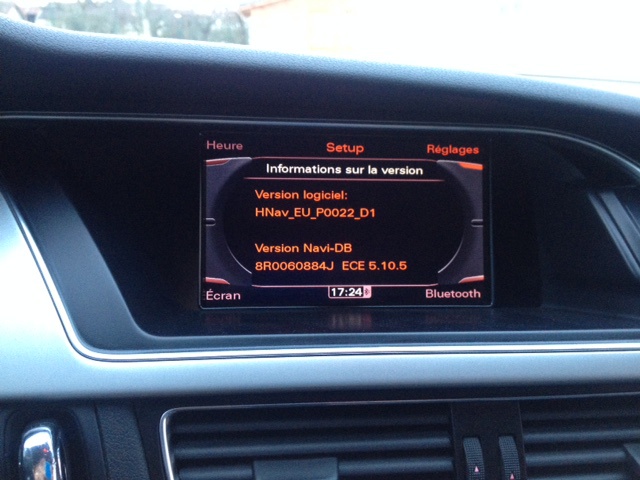 Heure Setup Réglages
Informations sur la version
Version logiciel:
HNav_EU_P0022_D1
Version Navi-DB
8R0060884J ECE 5.10.5
Écran 17:24 Bluetooth